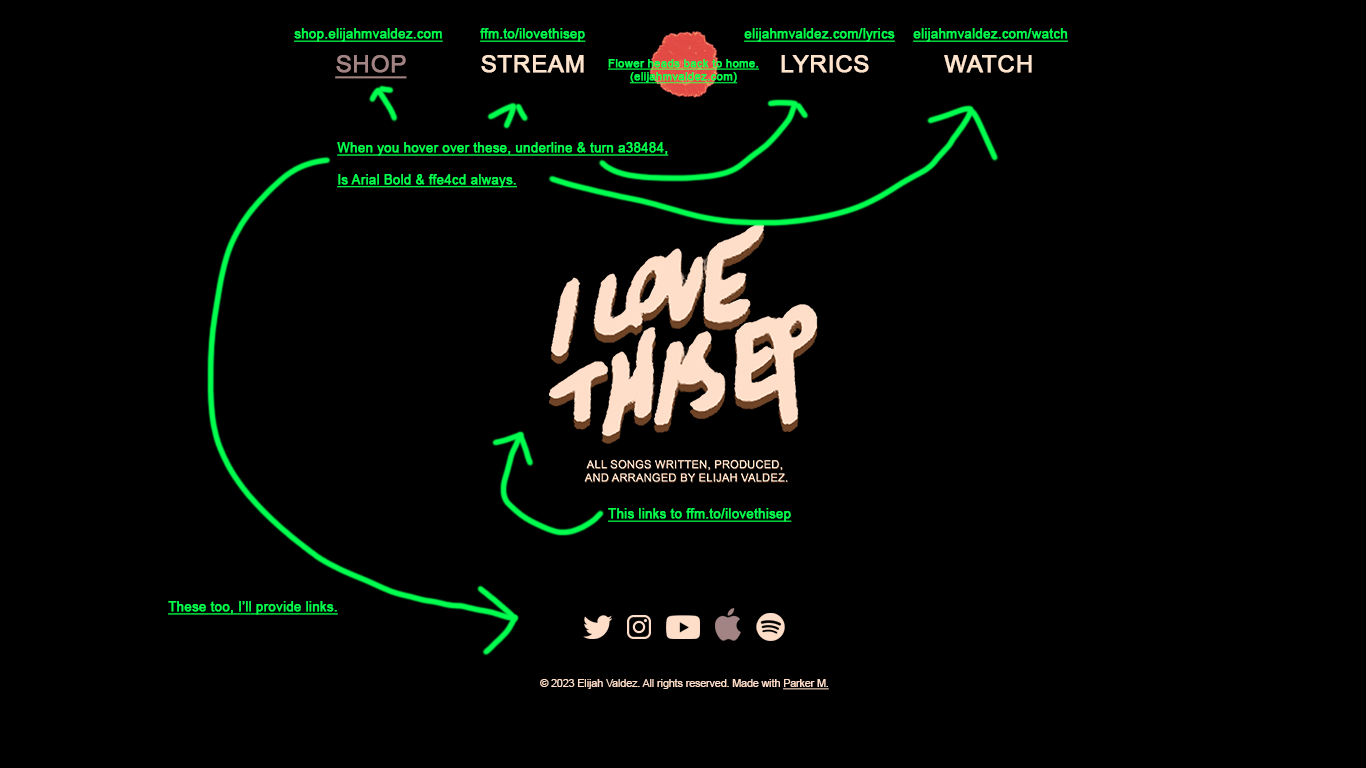 shop.elijahmvaldez.com
ffm.to/ilovethisep
elijahmvaldez.com/lyrics
elijahmvaldez.com/watch
SHOP
STREAM
Flower heads back to home.
(elijahmvaldez.com)
LYRICS
WATCH
When you hover over these, underline & turn a38484,
Is Arial Bold & ffe4cd always.
I LOVE
THIS EP
ALL SONGS WRITTEN, PRODUCED,
AND ARRANGED BY ELIJAH VALDEZ.
This links to ffm.to/ilovethisep
These too, I'll provide links.
© 2023 Elijah Valdez. All rights reserved. Made with Parker M.